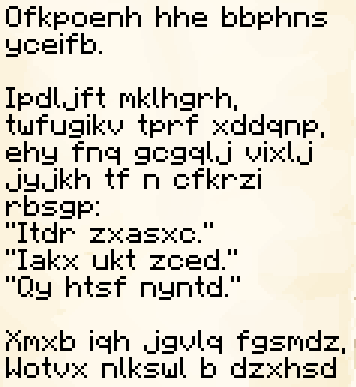 Ofkpoenh hhe bbphns
yceifb.

Ipdljft mklhgrh,
twfugikv tprf xddqnp,
ehy fnq gcgqlj vixlj
jyjkh tf n cfkrzi
rbsgp:
"Itdr zxasxc."
"Iakx ukt zced."
"Qy htsf nyntd."

Xmxb iqh jgvlq fgsmdz,
Wotvx nlkswl b dzxhsd